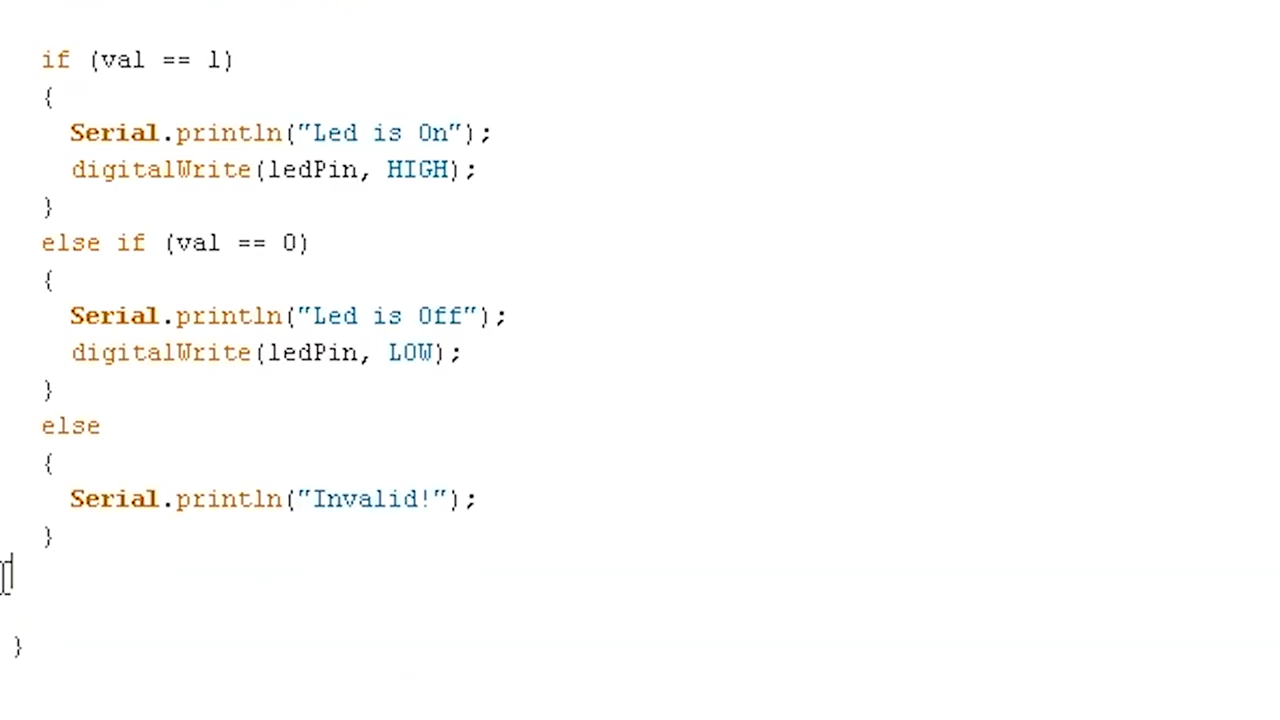 if (val == 1)
{
Serial.println("Led is On");
digitalWrite(ledPin, HIGH);
}
else if (val == 0)
{
Serial.println("Led is Off");
digitalWrite(ledPin, LOW);
}
else
{
Serial.println("Invalid!");
}
}